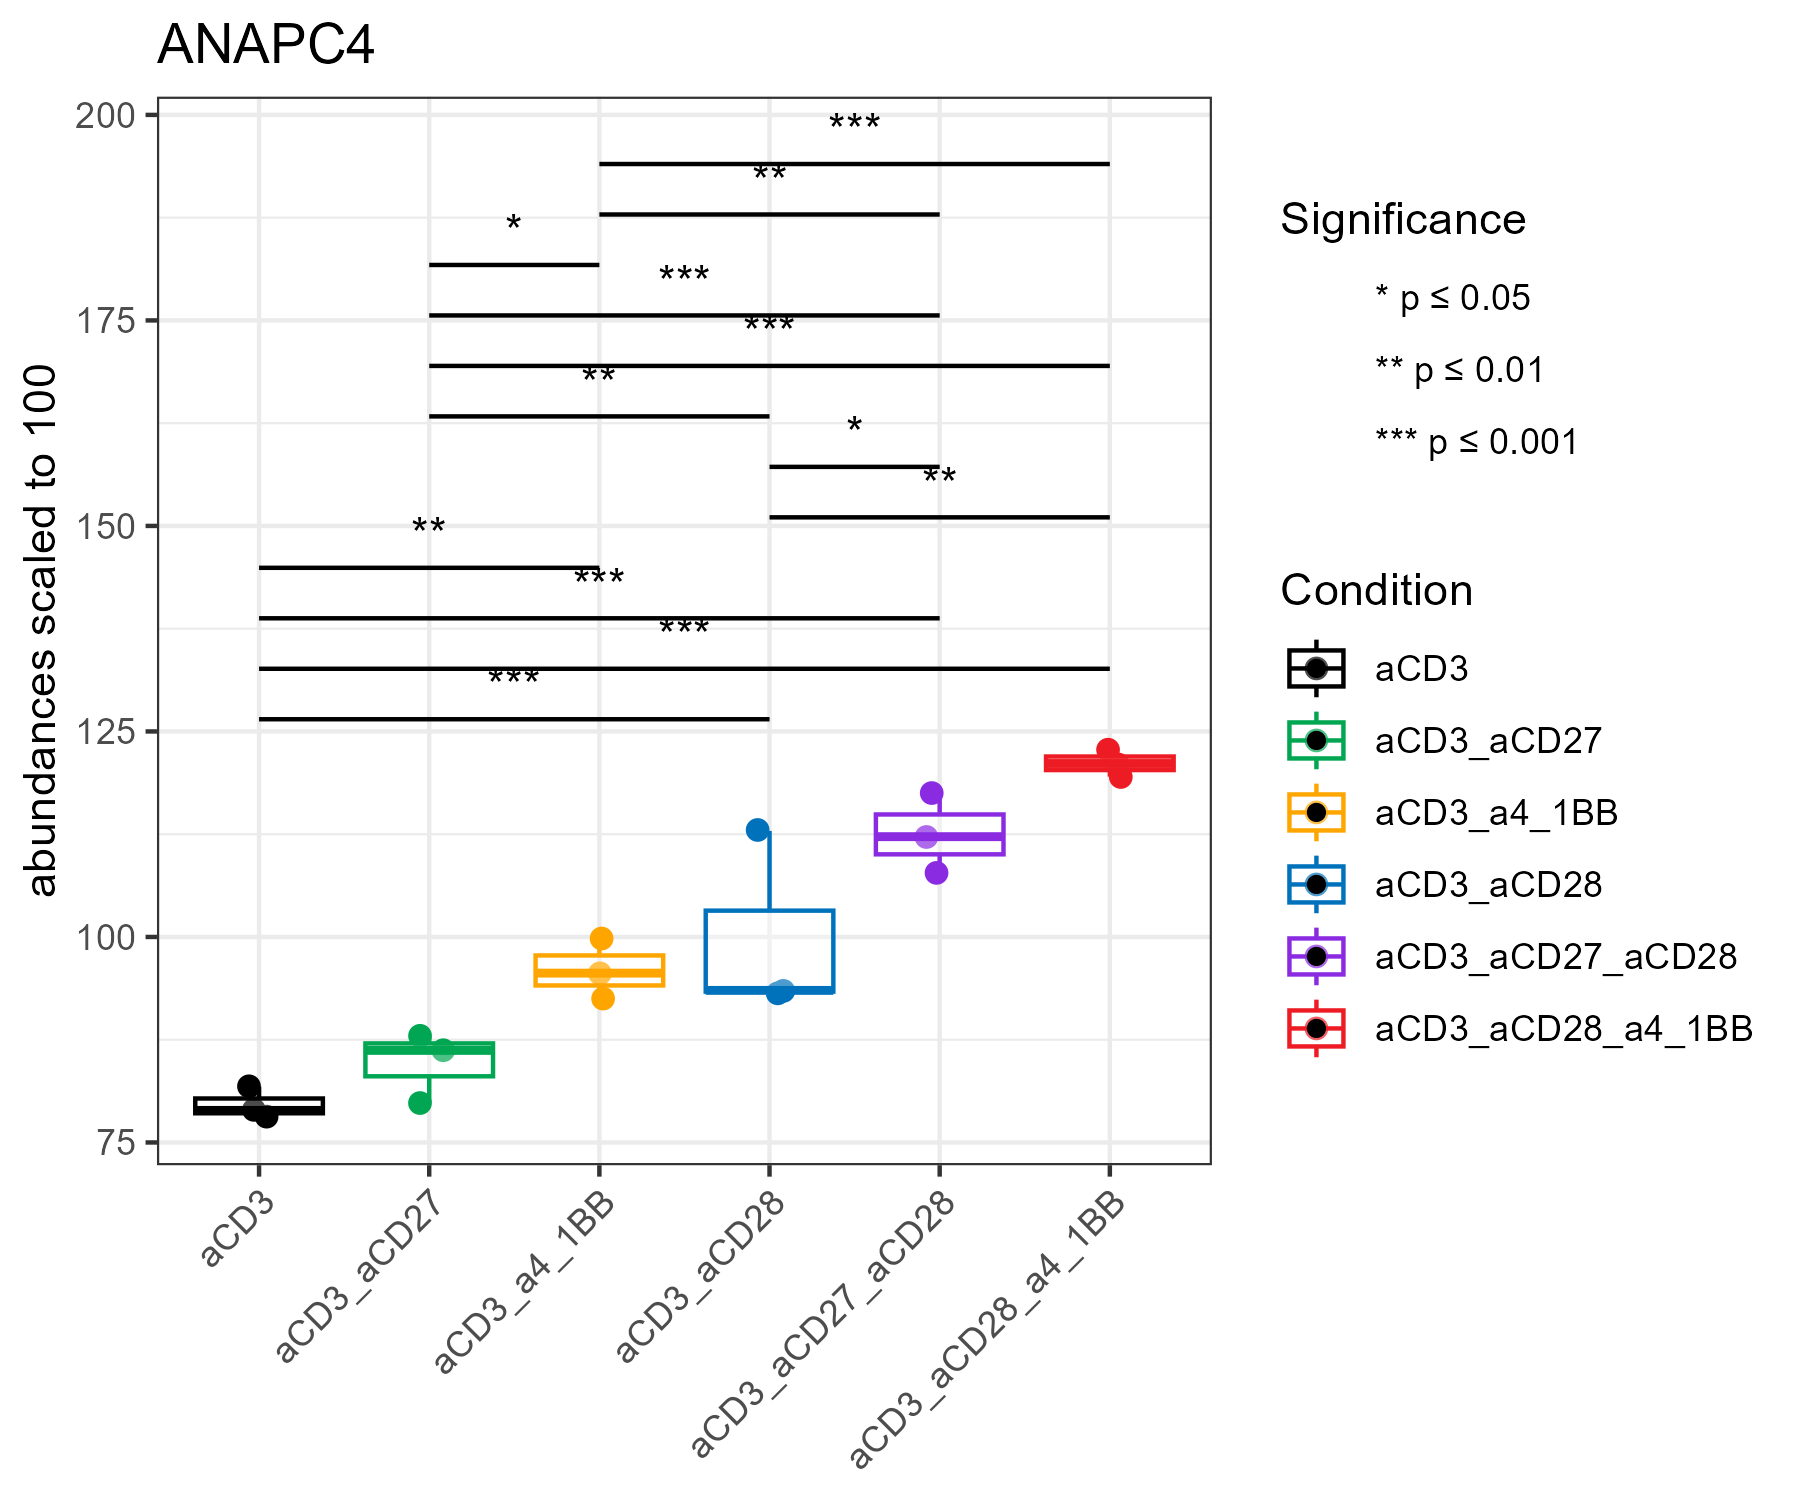 ANAPC4
abundances scaled to 100
200
175
150
125
100
75
***
**
*
***
***
**
*
**
**
***
***
***
aCD3
aCD3_aCD27
aCD3_a4_1BB
aCD3_aCD28
aCD3_aCD27_aCD28
aCD3_aCD28_a4_1BB
Significance
* p ≤ 0.05
** p ≤ 0.01
*** p ≤ 0.001
Condition
aCD3
aCD3_aCD27
aCD3_a4_1BB
aCD3_aCD28
aCD3_aCD27_aCD28
aCD3_aCD28_a4_1BB